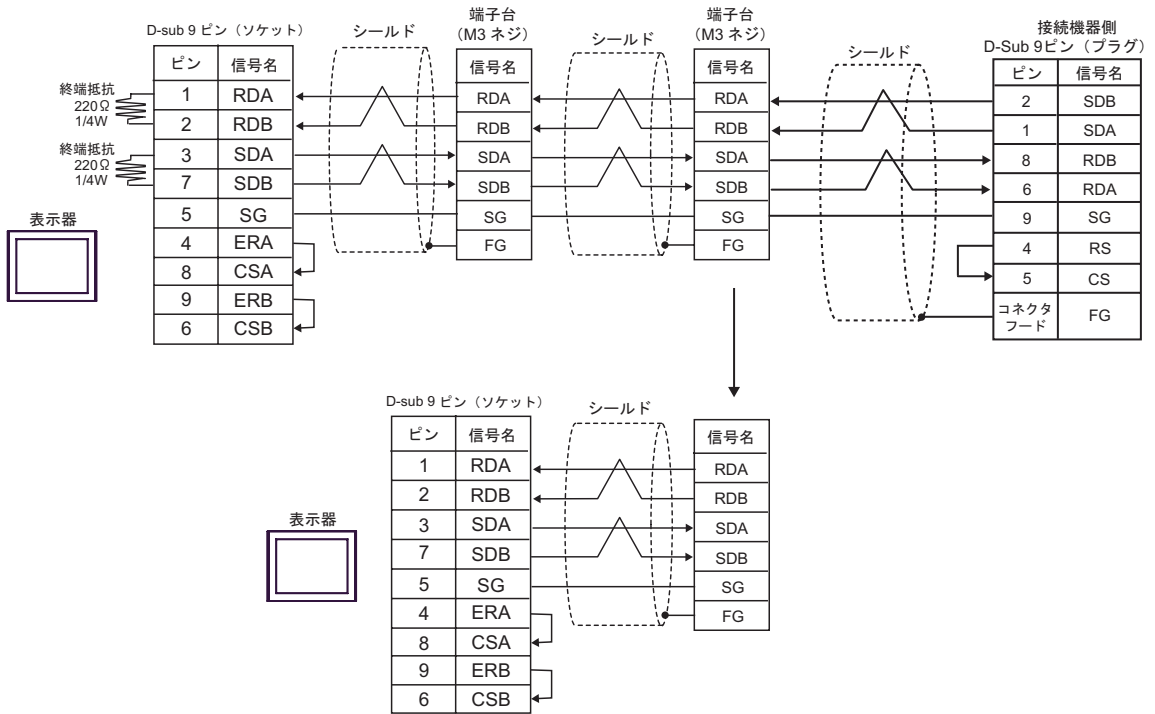 D-sub 9 ピン（ソケット）
ピン 信号名
1 RDA
2 RDB
3 SDA
7 SDB
5 SG
4 ERA
8 CSA
9 ERB
6 CSB
終端抵抗
220Ω
1/4W
終端抵抗
220Ω
1/4W
表示器
シールド
端子台
（M3 ネジ）
信号名
RDA
RDB
SDA
SDB
SG
FG
シールド
端子台
（M3 ネジ）
信号名
RDA
RDB
SDA
SDB
SG
FG
シールド
接続機器側
D-Sub 9ピン（プラグ）
ピン 信号名
2 SDB
1 SDA
8 RDB
6 RDA
9 SG
4 RS
5 CS
コネクタ
フード FG
D-sub 9 ピン（ソケット）
ピン 信号名
1 RDA
2 RDB
3 SDA
7 SDB
5 SG
4 ERA
8 CSA
9 ERB
6 CSB
表示器
シールド
信号名
RDA
RDB
SDA
SDB
SG
FG